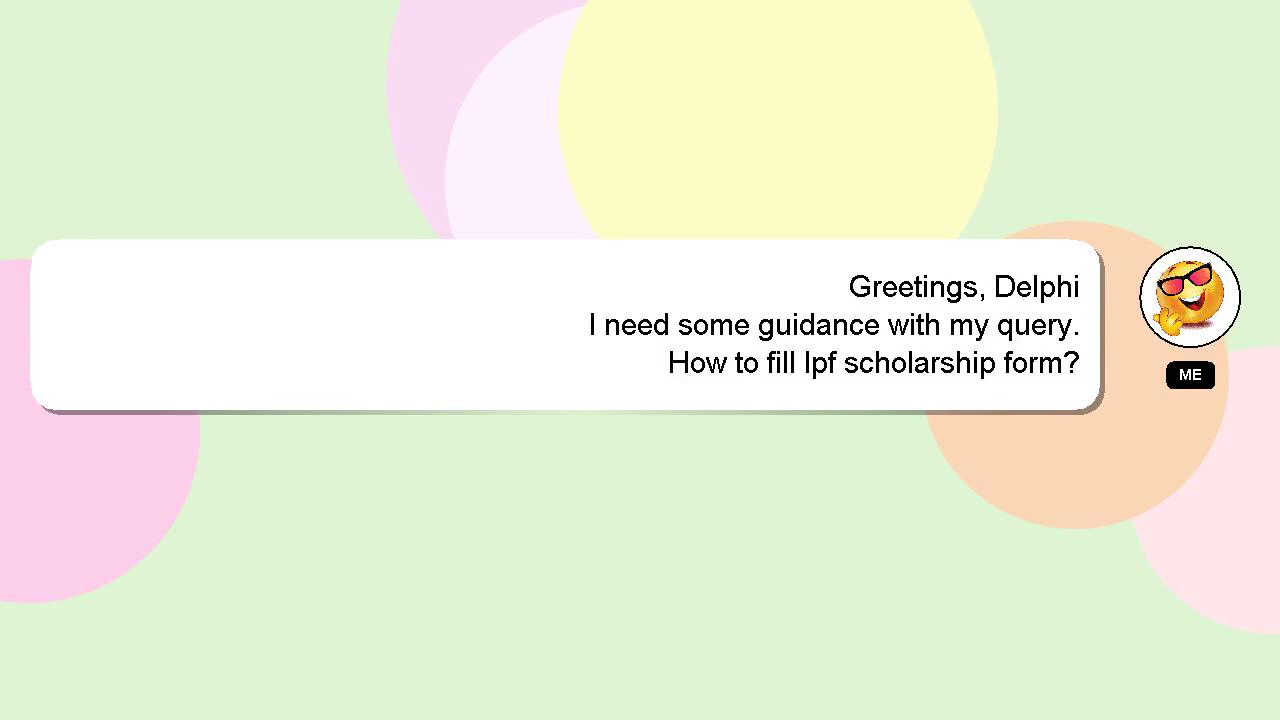 Greetings, Delphi
I need some guidance with my query.
How to fill lpf scholarship form?
ME